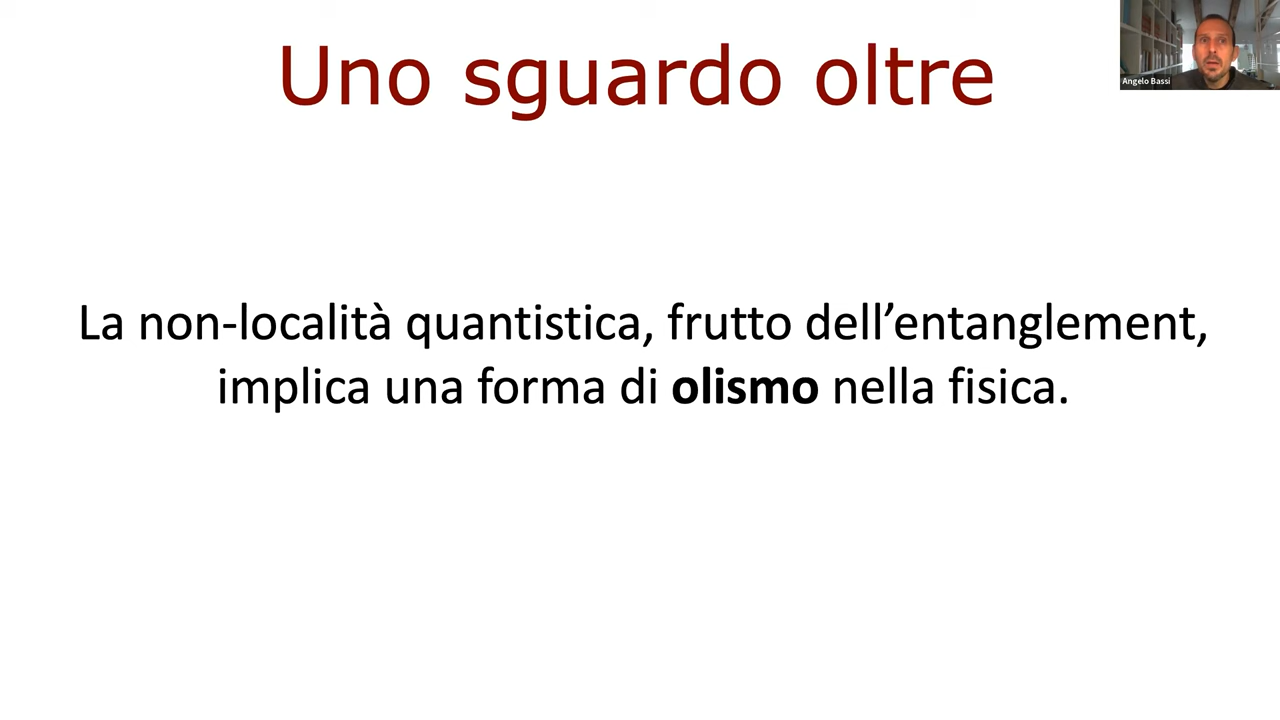 Uno sguardo oltre
Angelo Bassi
La non-località quantistica, frutto dell’entanglement,
implica una forma di olismo nella fisica.